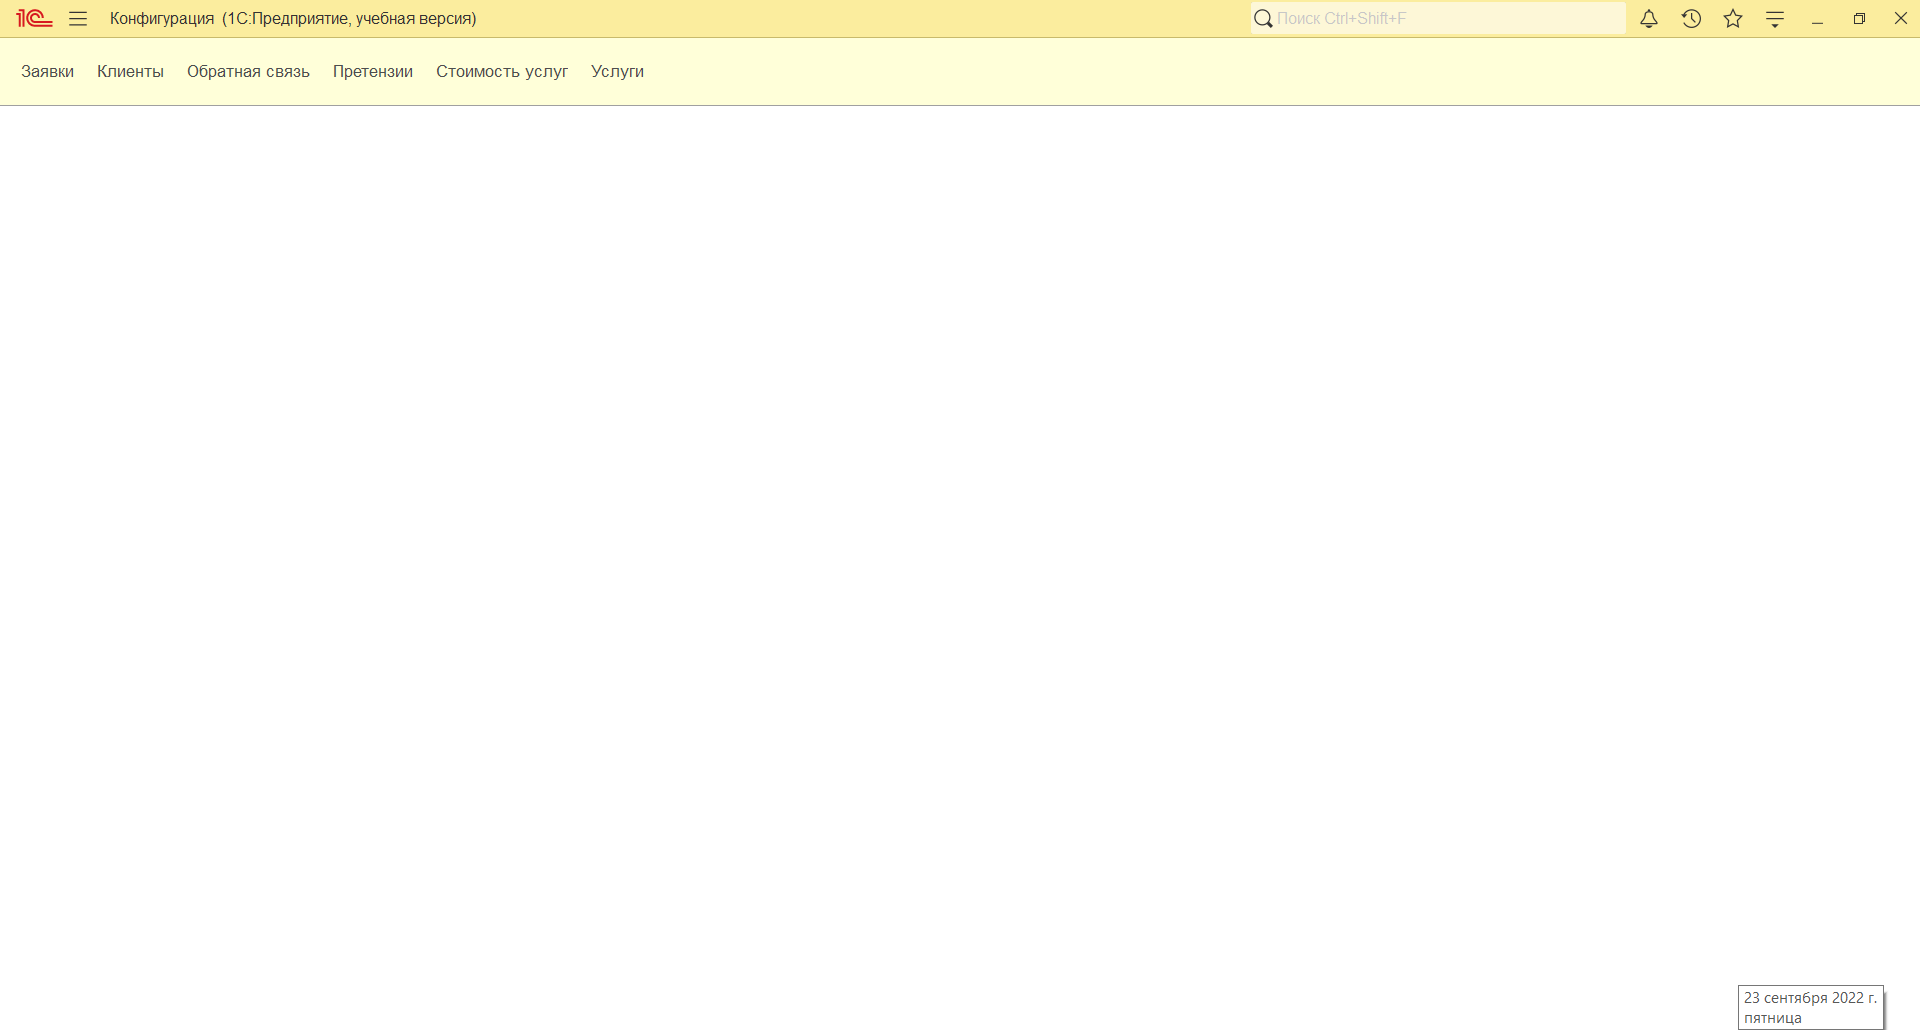 1С Конфигурация (1С:Предприятие, учебная версия) Поиск Ctrl+Shift+F
Заявки Клиенты Обратная связь Претензии Стоимость услуг Услуги
23 сентября 2022 г.
пятница